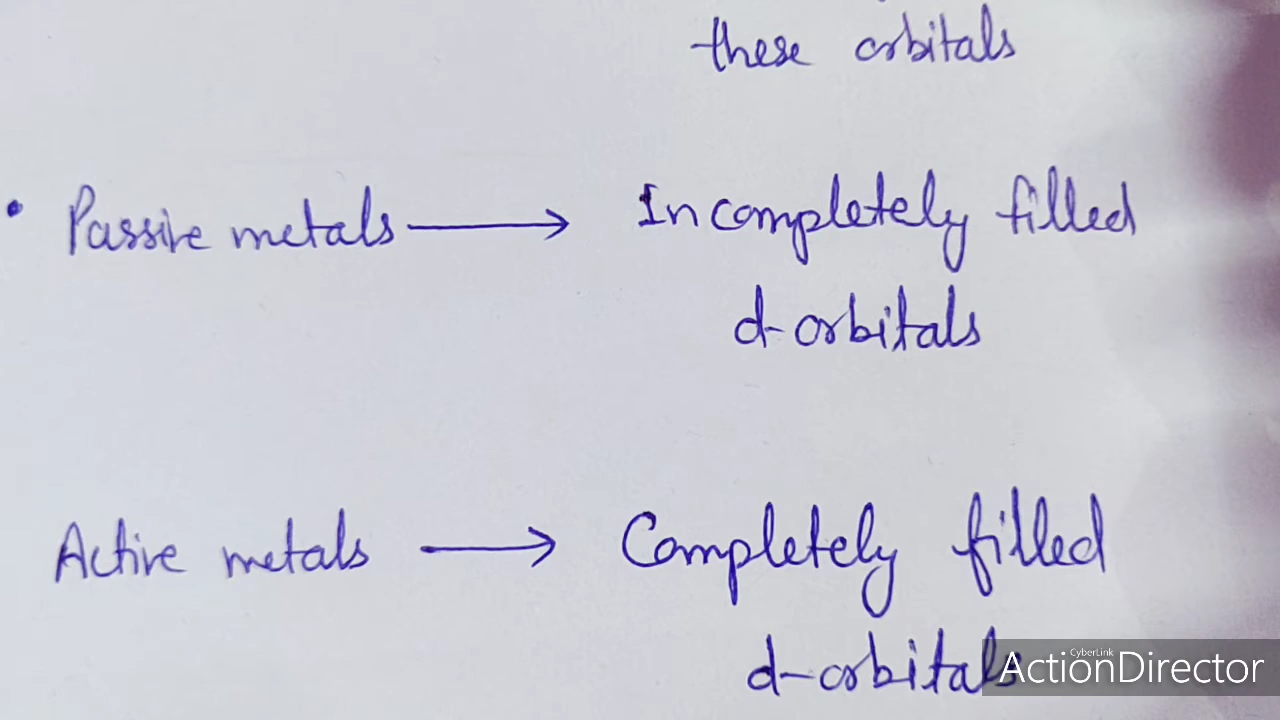 these orbitals
• Passive metals → Incompletely filled
d-orbitals
Active metals → Completely filled
d-orbitals
CyberLink
ActionDirector